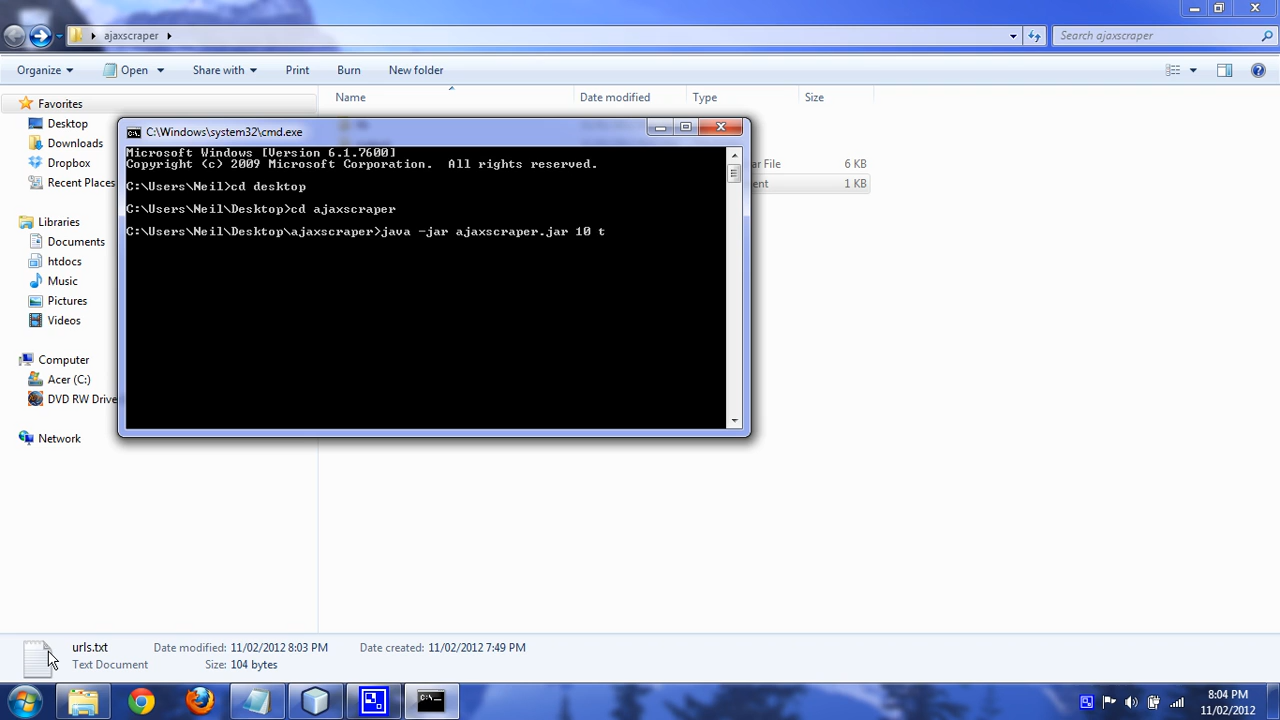 ajaxscraper
Search ajaxscraper
Organize
Open
Share with
Print
Burn
New folder
Favorites
Name
Date modified
Type
Size
Desktop
Downloads
Dropbox
Recent Places
Libraries
Documents
htdocs
Music
Pictures
Videos
Computer
Acer (C:)
DVD RW Drive
Network
C:\Windows\system32\cmd.exe
Microsoft Windows [Version 6.1.7600]
Copyright (c) 2009 Microsoft Corporation.  All rights reserved.
C:\Users\Neil>cd desktop
C:\Users\Neil\Desktop>cd ajaxscraper
C:\Users\Neil\Desktop\ajaxscraper>java -jar ajaxscraper.jar 10 t
File
6 KB
1 KB
urls.txt
Date modified: 11/02/2012 8:03 PM
Date created: 11/02/2012 7:49 PM
Text Document
Size: 104 bytes
8:04 PM
11/02/2012